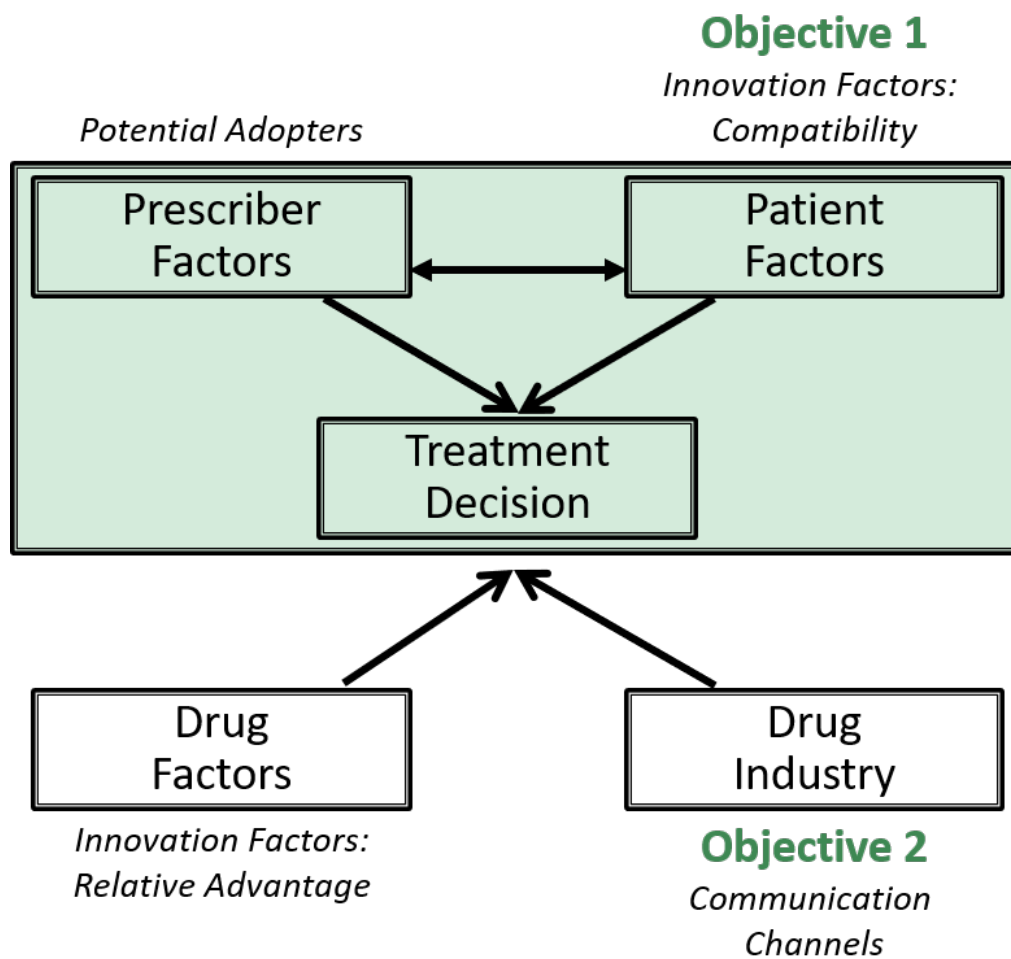 Objective 1
Innovation Factors:
Compatibility
Potential Adopters
Prescriber
Factors
Patient
Factors
Treatment
Decision
Drug
Factors
Drug
Industry
Innovation Factors:
Relative Advantage
Objective 2
Communication
Channels